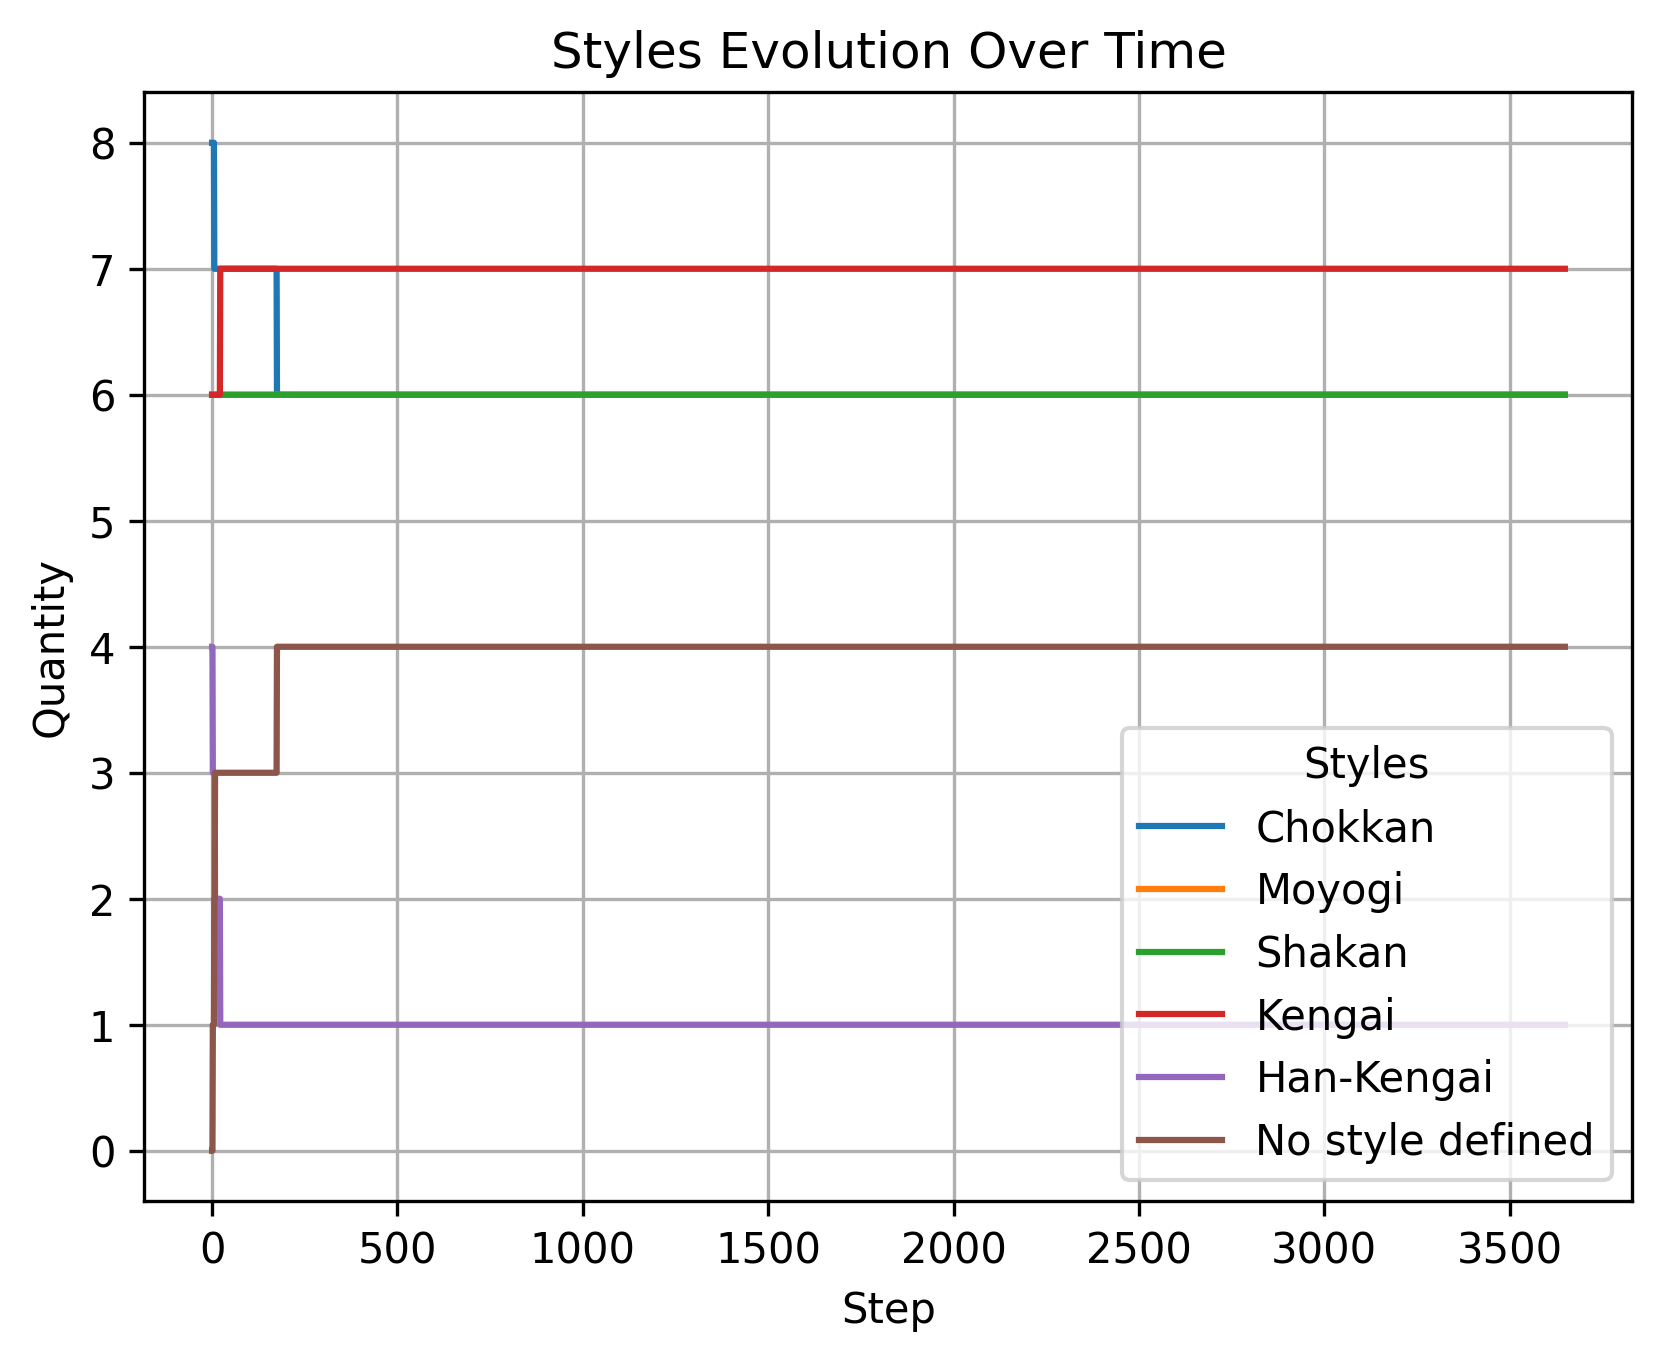 Styles Evolution Over Time
8
7
6
5
4
3
2
1
0
Quantity
Styles
Chokkan
Moyogi
Shakan
Kengai
Han-Kengai
No style defined
0 500 1000 1500 2000 2500 3000 3500
Step